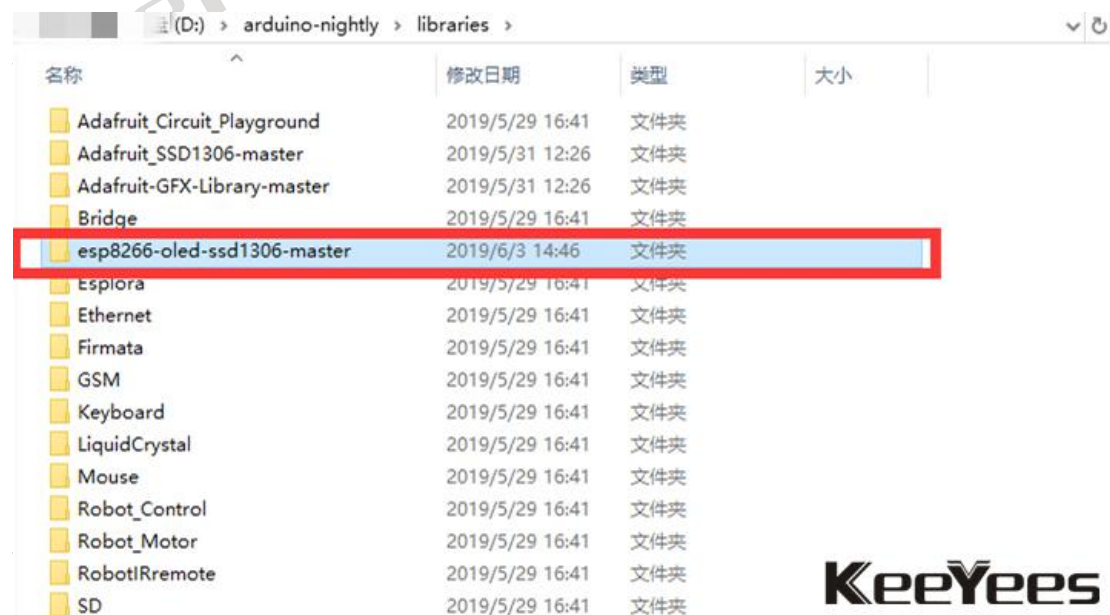 (D:) › arduino-nightly › libraries ›
名称 修改日期 类型 大小
Adafruit_Circuit_Playground 2019/5/29 16:41 文件夹
Adafruit_SSD1306-master 2019/5/31 12:26 文件夹
Adafruit-GFX-Library-master 2019/5/31 12:26 文件夹
Bridge 2019/5/29 16:41 文件夹
esp8266-oled-ssd1306-master 2019/6/3 14:46 文件夹
Esplora 2019/5/29 16:41 文件夹
Ethernet 2019/5/29 16:41 文件夹
Firmata 2019/5/29 16:41 文件夹
GSM 2019/5/29 16:41 文件夹
Keyboard 2019/5/29 16:41 文件夹
LiquidCrystal 2019/5/29 16:41 文件夹
Mouse 2019/5/29 16:41 文件夹
Robot_Control 2019/5/29 16:41 文件夹
Robot_Motor 2019/5/29 16:41 文件夹
RobotIRremote 2019/5/29 16:41 文件夹
SD 2019/5/29 16:41 文件夹
KeeYees